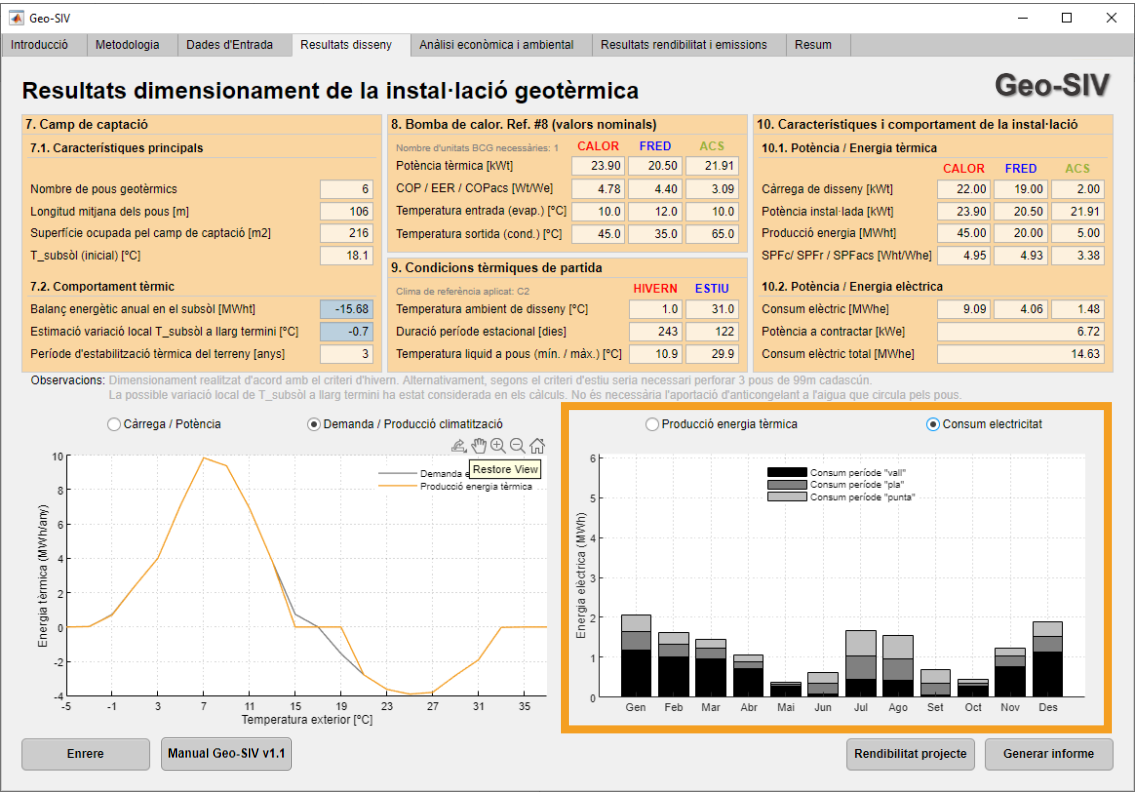 Geo-SIV
Introducció Metodologia Dades d'Entrada Resultats disseny Anàlisi econòmica i ambiental Resultats rendibilitat i emissions Resum
Resultats dimensionament de la instal·lació geotèrmica
Geo-SIV
7. Camp de captació
7.1. Característiques principals
Nombre de pous geotèrmics 6
Longitud mitjana dels pous [m] 106
Superfície ocupada pel camp de captació [m2] 216
T_subsòl (inicial) [ºC] 18.1
7.2. Comportament tèrmic
Balanç energètic anual en el subsòl [MWht] -15.68
Estimació variació local T_subsòl a llarg termini [ºC] -0.7
Període d'estabilització tèrmica del terreny [anys] 3
8. Bomba de calor. Ref. #8 (valors nominals)
Nombre d'unitats BCG necessàries: 1 CALOR FRED ACS
Potència tèrmica [kWt] 23.90 20.50 21.91
COP / EER / COPacs [Wt/We] 4.78 4.40 3.09
Temperatura entrada (evap.) [ºC] 10.0 12.0 10.0
Temperatura sortida (cond.) [ºC] 45.0 35.0 65.0
9. Condicions tèrmiques de partida
Clima de referència aplicat: C2 HIVERN ESTIU
Temperatura ambient de disseny [ºC] 1.0 31.0
Duració període estacional [dies] 243 122
Temperatura liquid a pous (mín. / màx.) [ºC] 10.9 29.9
10. Característiques i comportament de la instal·lació
10.1. Potència / Energia tèrmica
CALOR FRED ACS
Càrrega de disseny [kWt] 22.00 19.00 2.00
Potència instal·lada [kWt] 23.90 20.50 21.91
Producció energia [MWht] 45.00 20.00 5.00
SPFc/ SPFr / SPFacs [Wht/Whe] 4.95 4.93 3.38
10.2. Potència / Energia elèctrica
Consum elèctric [MWhe] 9.09 4.06 1.48
Potència a contractar [kWe] 6.72
Consum elèctric total [MWhe] 14.63
Observacions: Dimensionament realitzat d'acord amb el criteri d'hivern. Alternativament, segons el criteri d'estiu seria necessari perforar 3 pous de 99m cadascún.
La possible variació local de T_subsòl a llarg termini ha estat considerada en els càlculs. No és necessària l'aportació d'anticongelant a l'aigua que circula pels pous.
Càrrega / Potència Demanda / Producció climatització
Restore View
Demanda e
Producció energia tèrmica
Energia tèrmica (MWh/any)
10
8
6
4
2
0
-2
-4
-5 -1 3 7 11 15 19 23 27 31 35
Temperatura exterior [ºC]
Producció energia tèrmica Consum electricitat
Consum període "vall"
Consum període "pla"
Consum període "punta"
Energia elèctrica (MWh)
6
5
4
3
2
1
0
Gen Feb Mar Abr Mai Jun Jul Ago Set Oct Nov Des
Enrere Manual Geo-SIV v1.1 Rendibilitat projecte Generar informe